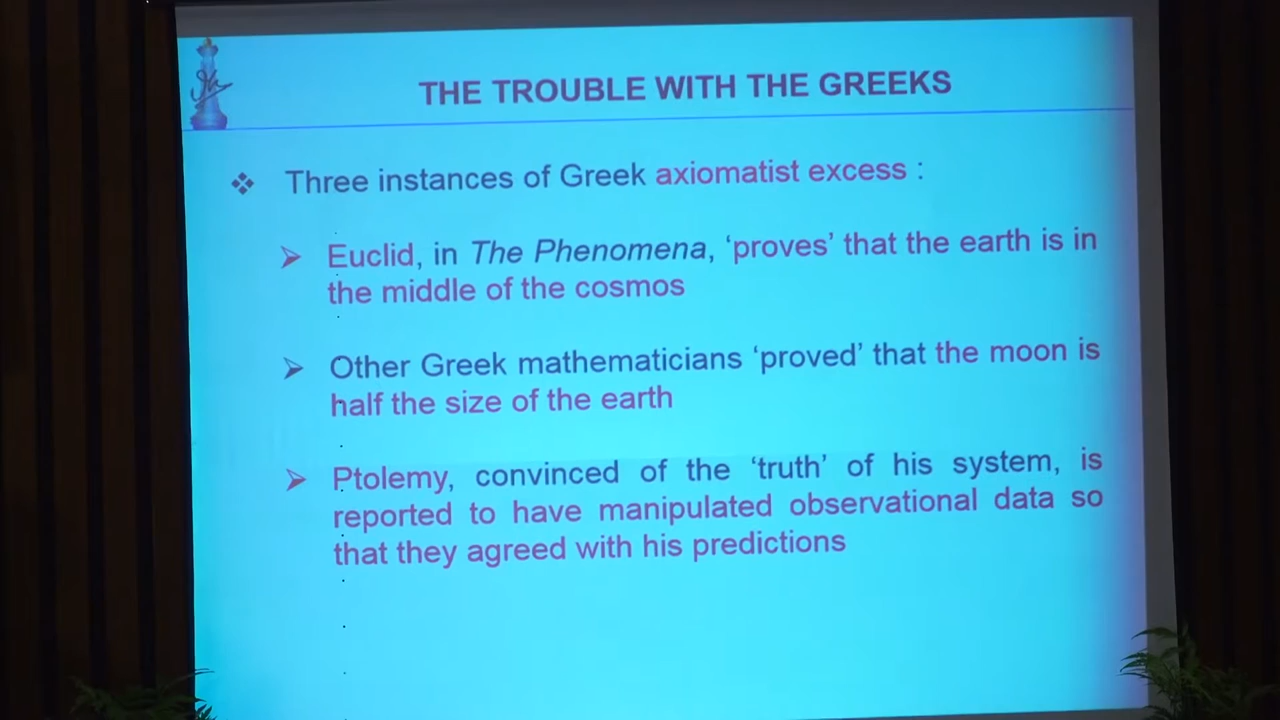 THE TROUBLE WITH THE GREEKS
Three instances of Greek axiomatist excess :
Euclid, in The Phenomena, ‘proves’ that the earth is in
the middle of the cosmos
Other Greek mathematicians ‘proved’ that the moon is
half the size of the earth
Ptolemy, convinced of the ‘truth’ of his system, is
reported to have manipulated observational data so
that they agreed with his predictions